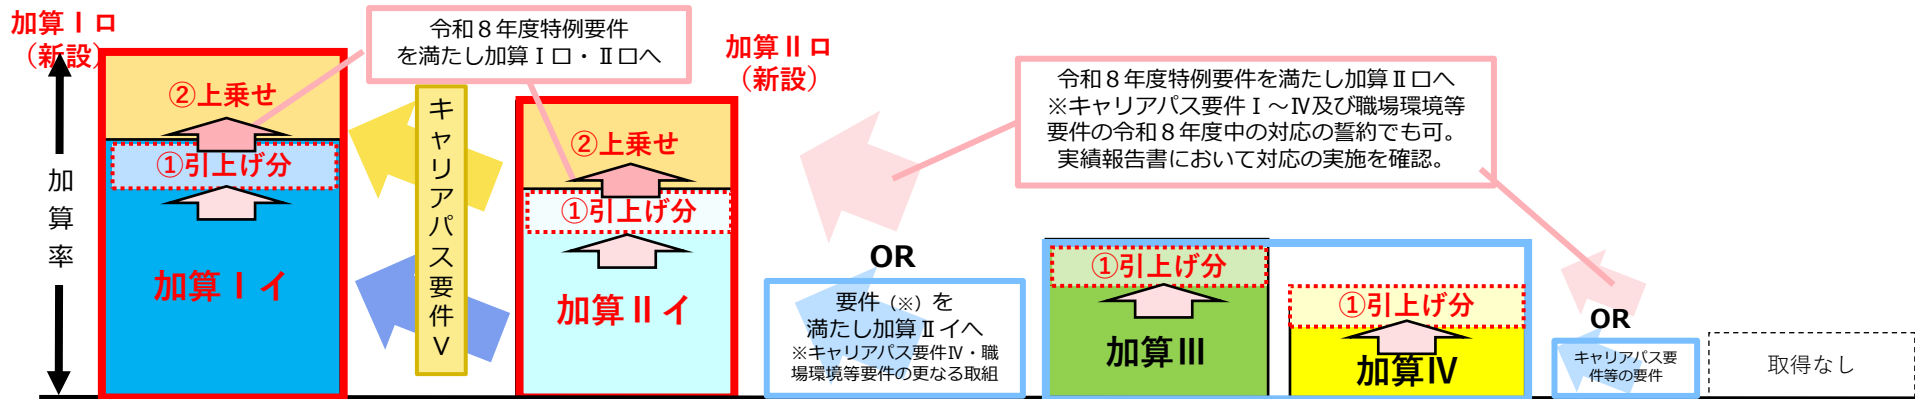 加算Ⅰロ
（新設）
加算率
②上乗せ
①引上げ分
加算Ⅰイ
令和８年度特例要件
を満たし加算Ⅰロ・Ⅱロへ
キャリアパス要件Ⅴ
加算Ⅱロ
（新設）
②上乗せ
①引上げ分
加算Ⅱイ
令和８年度特例要件を満たし加算Ⅱロへ
※キャリアパス要件Ⅰ～Ⅳ及び職場環境等
要件の令和８年度中の対応の誓約でも可。
実績報告書において対応の実施を確認。
OR
要件（※）を
満たし加算Ⅱイへ
※キャリアパス要件Ⅳ・職
場環境等要件の更なる取組
①引上げ分
加算Ⅲ
①引上げ分
加算Ⅳ
OR
キャリアパス要
件等の要件
取得なし